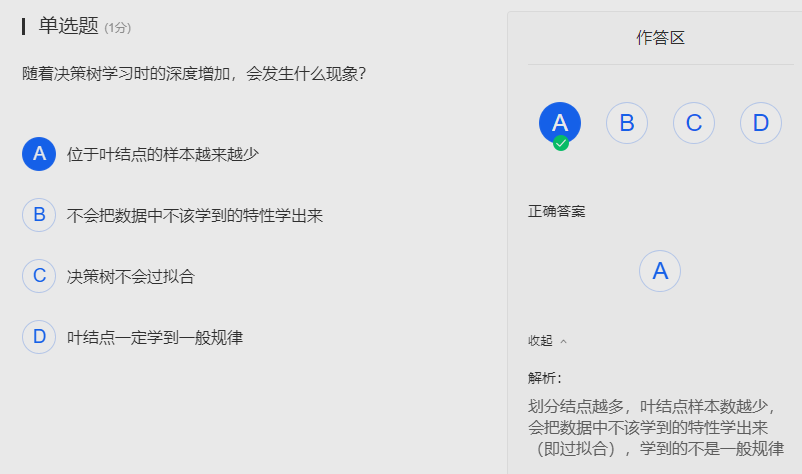 单选题 (1分)
随着决策树学习时的深度增加，会发生什么现象？
A 位于叶结点的样本越来越少
B 不会把数据中不该学到的特性学出来
C 决策树不会过拟合
D 叶结点一定学到一般规律
作答区
A B C D
正确答案
A
收起
解析：
划分结点越多，叶结点样本数越少，
会把数据中不该学到的特性学出来
（即过拟合），学到的不是一般规律